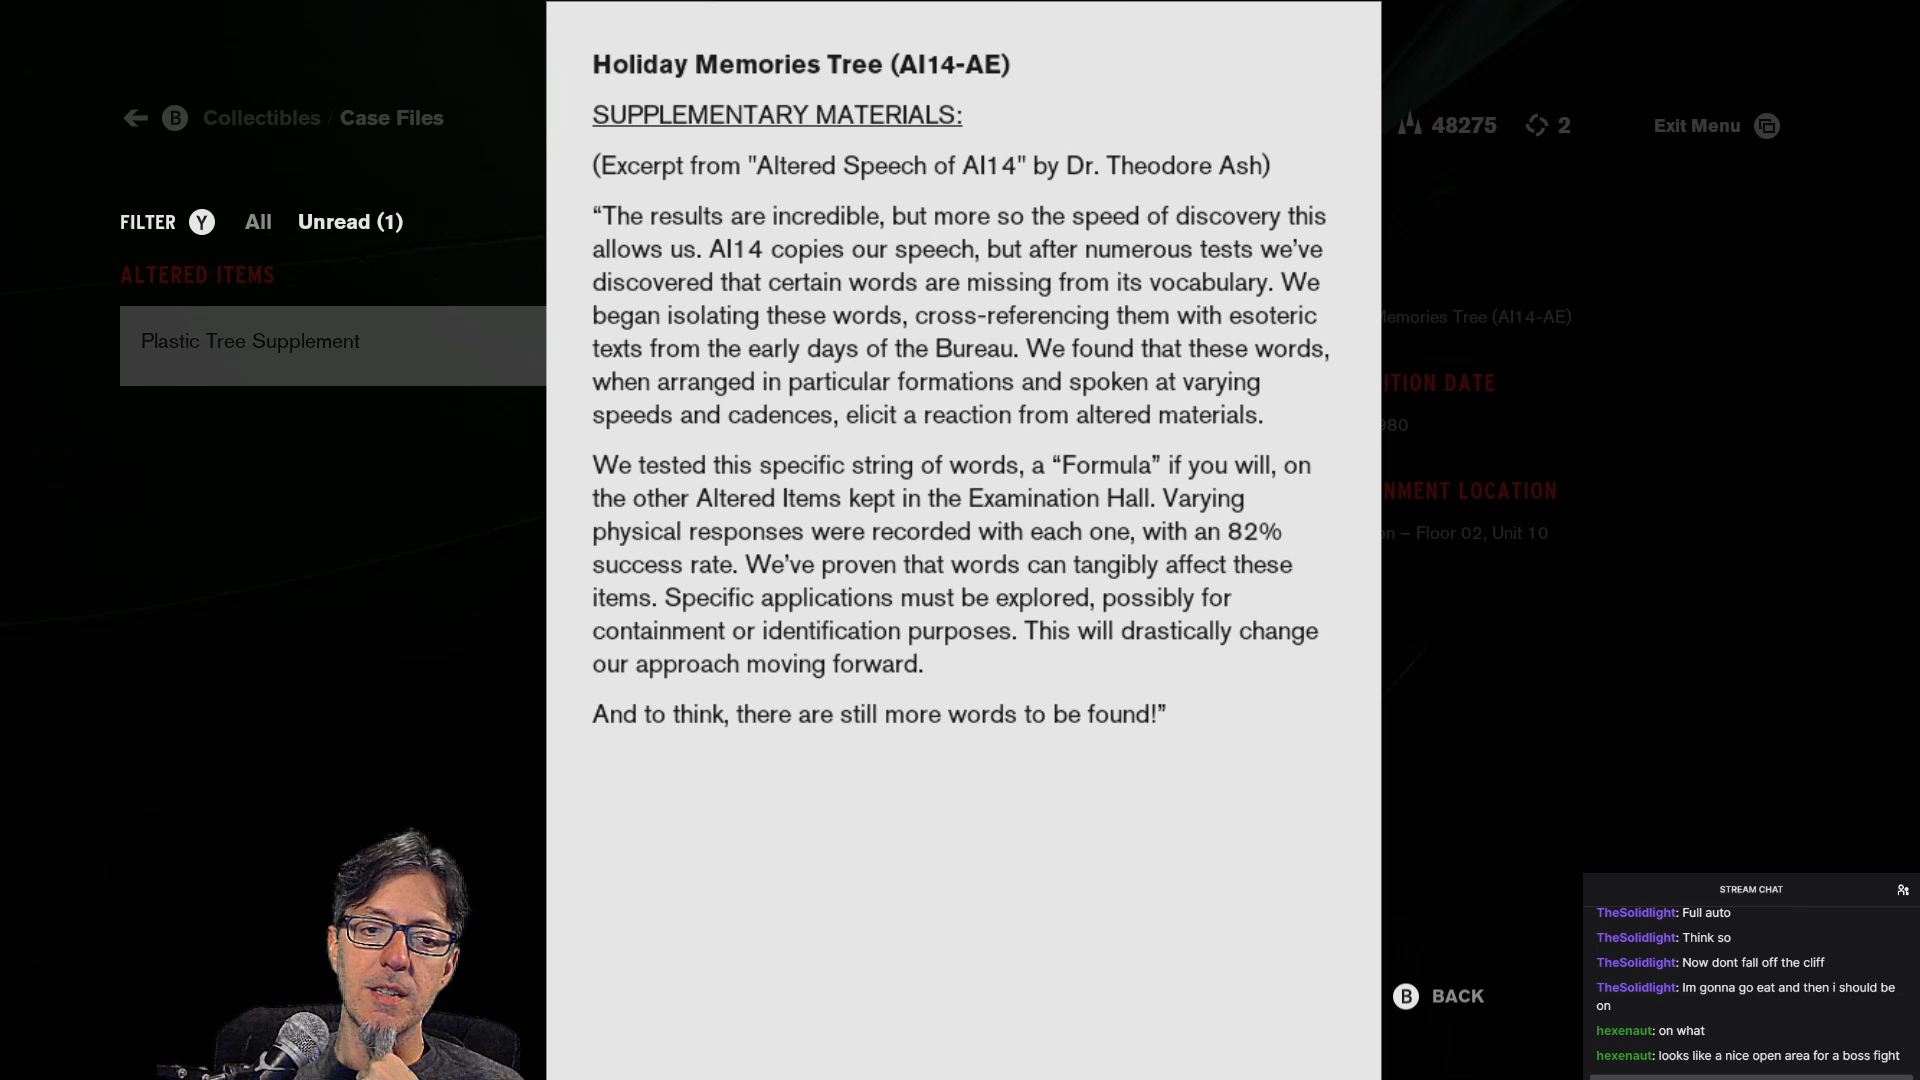 Holiday Memories Tree (AI14-AE)
SUPPLEMENTARY MATERIALS:
(Excerpt from "Altered Speech of AI14" by Dr. Theodore Ash)
“The results are incredible, but more so the speed of discovery this
allows us. AI14 copies our speech, but after numerous tests we’ve
discovered that certain words are missing from its vocabulary. We
began isolating these words, cross-referencing them with esoteric
texts from the early days of the Bureau. We found that these words,
when arranged in particular formations and spoken at varying
speeds and cadences, elicit a reaction from altered materials.
We tested this specific string of words, a “Formula” if you will, on
the other Altered Items kept in the Examination Hall. Varying
physical responses were recorded with each one, with an 82%
success rate. We’ve proven that words can tangibly affect these
items. Specific applications must be explored, possibly for
containment or identification purposes. This will drastically change
our approach moving forward.
And to think, there are still more words to be found!”
B Collectibles / Case Files
FILTER Y All Unread (1)
ALTERED ITEMS
Plastic Tree Supplement
48275 2 Exit Menu
Memories Tree (AI14-AE)
ITION DATE
980
NMENT LOCATION
on – Floor 02, Unit 10
B BACK
STREAM CHAT
TheSolidlight: Full auto
TheSolidlight: Think so
TheSolidlight: Now dont fall off the cliff
TheSolidlight: Im gonna go eat and then i should be
on
hexenaut: on what
hexenaut: looks like a nice open area for a boss fight